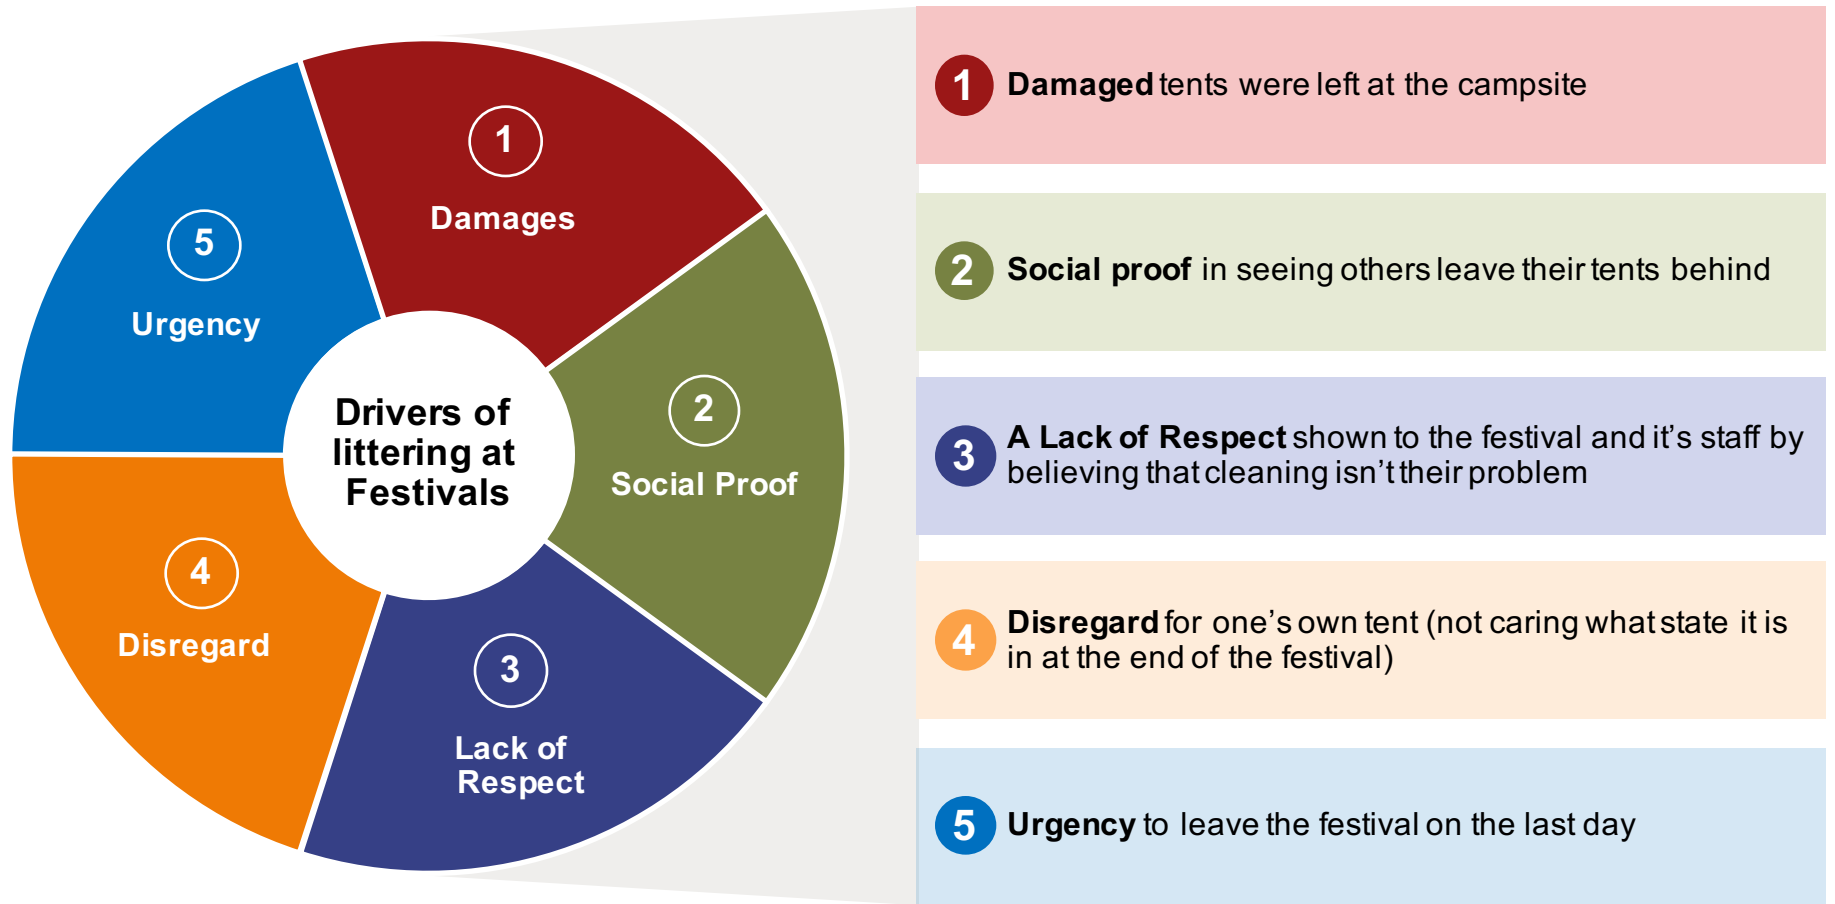 1
Damages
2
Social Proof
3
Lack of
Respect
4
Disregard
5
Urgency
Drivers of
littering at
Festivals
1 Damaged tents were left at the campsite
2 Social proof in seeing others leave their tents behind
3 A Lack of Respect shown to the festival and it’s staff by
believing that cleaning isn’t their problem
4 Disregard for one’s own tent (not caring what state it is
in at the end of the festival)
5 Urgency to leave the festival on the last day